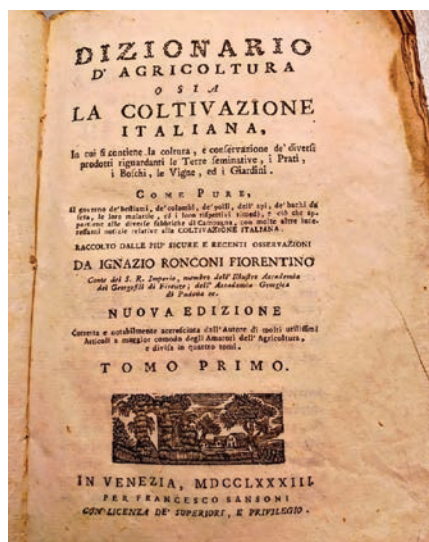 DIZIONARIO
D' AGRICOLTURA
O SIA
LA COLTIVAZIONE
ITALIANA,
In cui si contiene la coltura, e conservazione de' diversi
prodotti riguardanti le Terre seminative, i Prati,
i Boschi, le Vigne, ed i Giardini.
COME PURE,
Il governo de' bestiami, de' colombi, de' polli, dell' api, de' bachi da
seta, le loro malattie, ed i loro rispettivi rimedj, e ciò che ap-
partiene alle diverse fabbriche di Campagna, con molte altre inte-
ressanti notizie relative alla COLTIVAZIONE ITALIANA.
RACCOLTO DALLE PIU' SICURE E RECENTI OSSERVAZIONI
DA IGNAZIO RONCONI FIORENTINO
Conte del S. R. Imperio, membro dell' Illustre Accademia
dei Georgofili di Firenze; dell' Accademia Georgica
di Padova ec.
NUOVA EDIZIONE
Corretta e notabilmente accresciuta dall' Autore di molti utilissimi
Articoli a maggior comodo degli Amatori dell' Agricoltura,
e divisa in quattro tomi.
TOMO PRIMO.
IN VENEZIA, MDCCLXXXIII.
PER FRANCESCO SANSONI
CON LICENZA DE' SUPERIORI, E PRIVILEGIO.